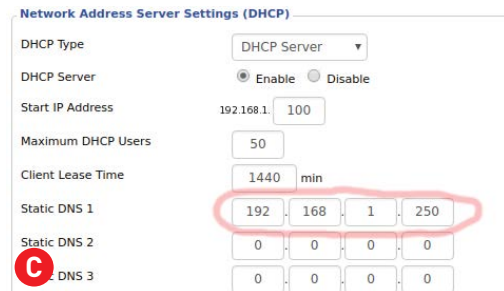 Network Address Server Settings (DHCP)
DHCP Type DHCP Server
DHCP Server Enable Disable
Start IP Address 192.168.1. 100
Maximum DHCP Users 50
Client Lease Time 1440 min
Static DNS 1 192 . 168 . 1 . 250
Static DNS 2 0 . 0 . 0 . 0
C DNS 3 0 . 0 . 0 . 0